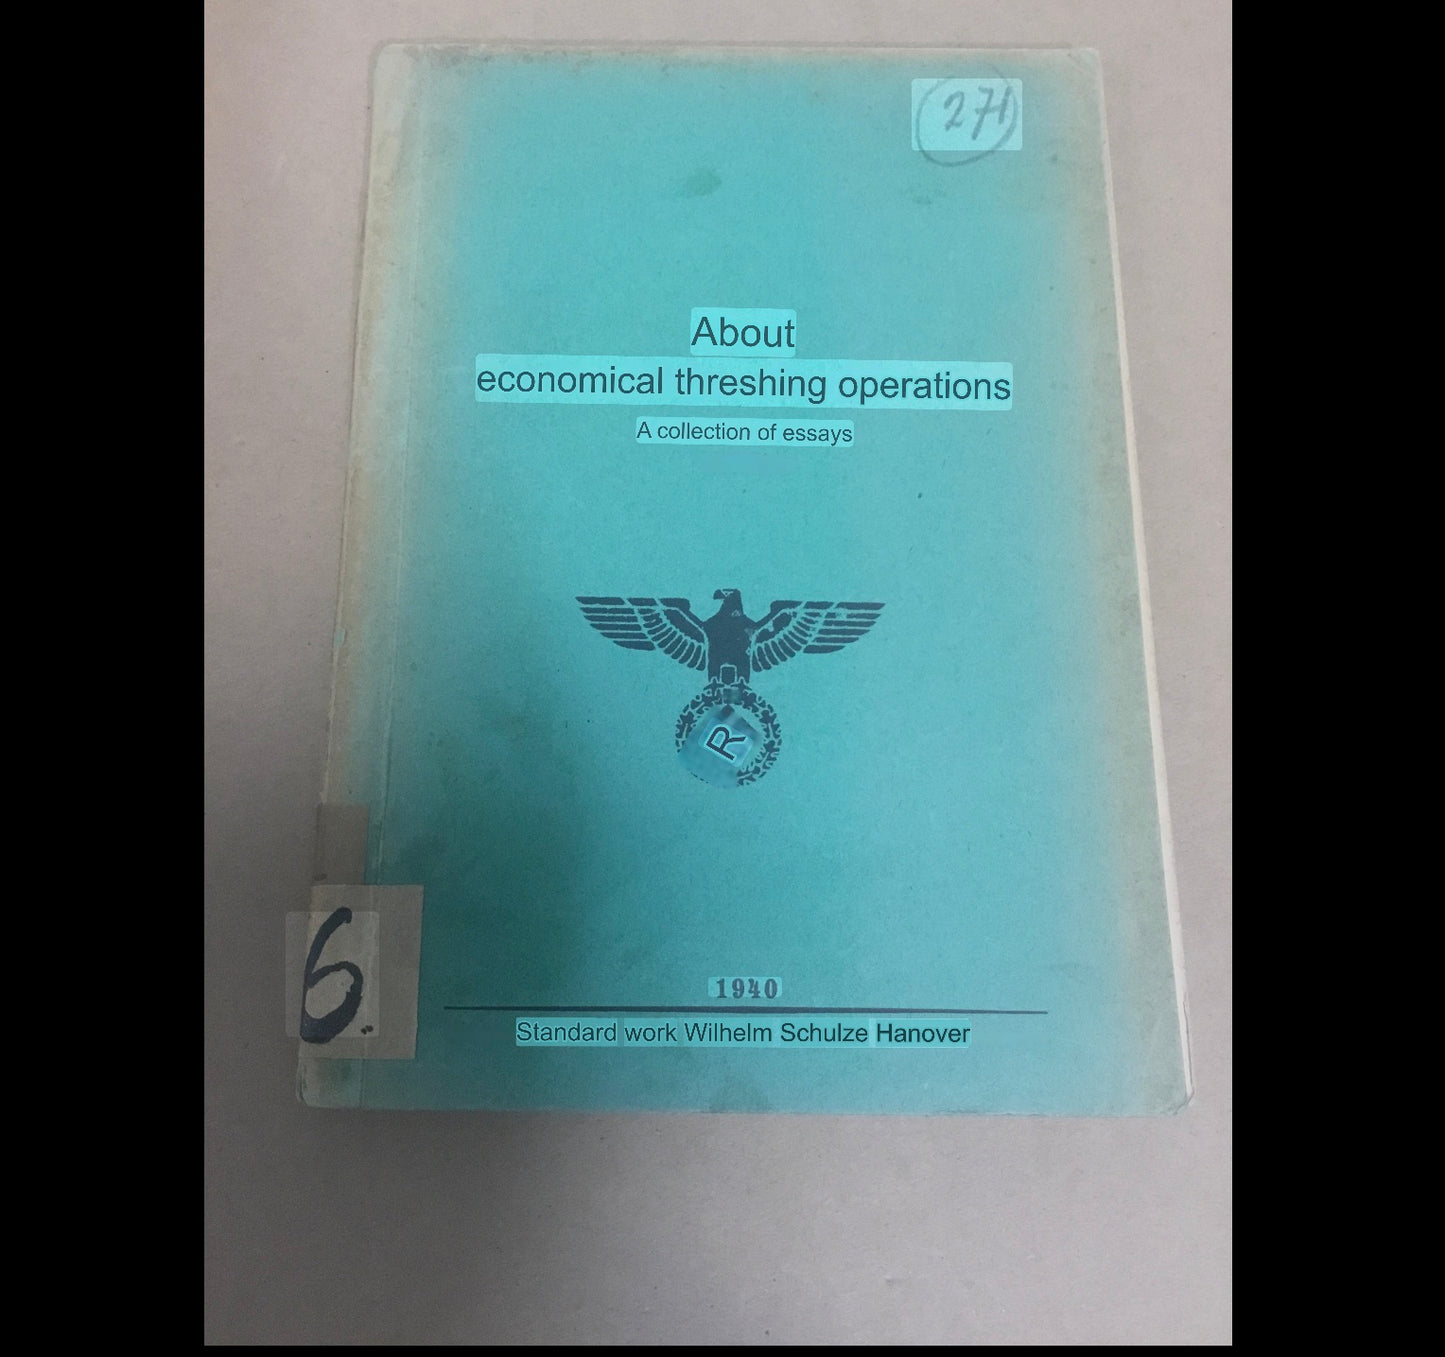 271
About
economical threshing operations
A collection of essays
R
6.
1940
Standard work Wilhelm Schulze Hanover